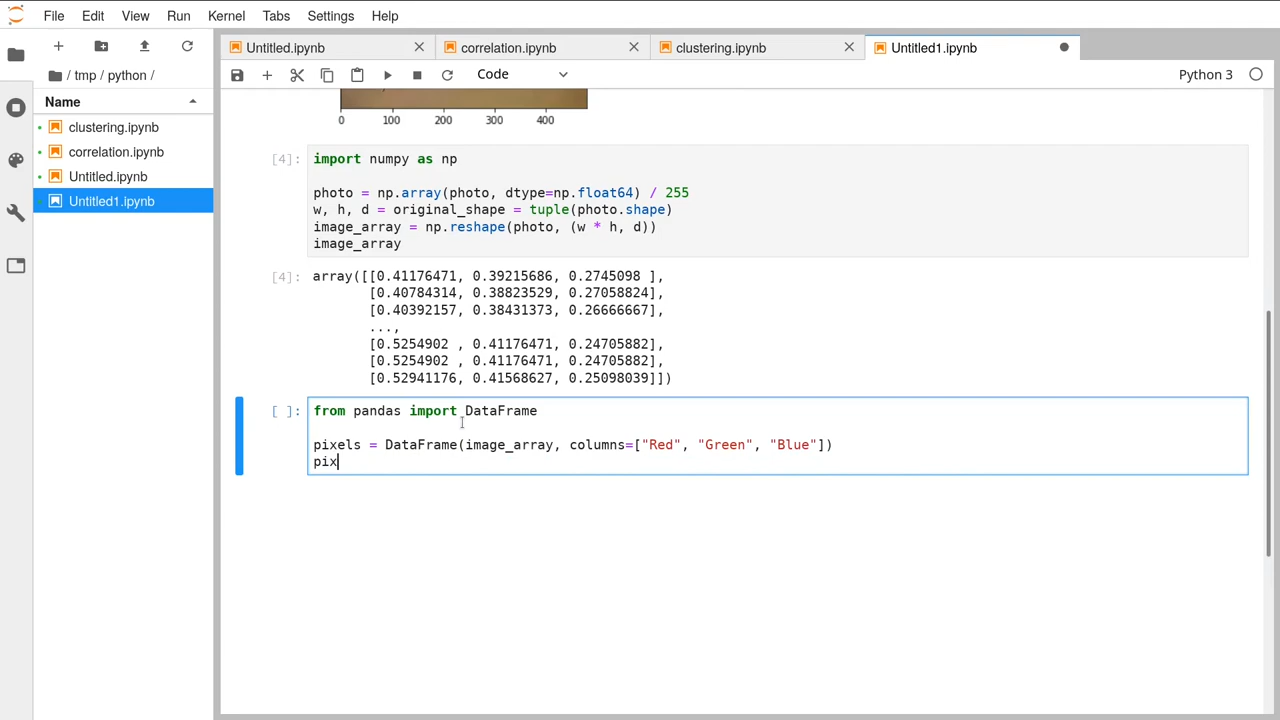 File Edit View Run Kernel Tabs Settings Help
Untitled.ipynb correlation.ipynb clustering.ipynb Untitled1.ipynb
/ tmp / python /
Code
Python 3
Name
clustering.ipynb
correlation.ipynb
Untitled.ipynb
Untitled1.ipynb
0 100 200 300 400
[4]: import numpy as np
photo = np.array(photo, dtype=np.float64) / 255
w, h, d = original_shape = tuple(photo.shape)
image_array = np.reshape(photo, (w * h, d))
image_array
[4]: array([[0.41176471, 0.39215686, 0.2745098 ],
[0.40784314, 0.38823529, 0.27058824],
[0.40392157, 0.38431373, 0.26666667],
...,
[0.5254902 , 0.41176471, 0.24705882],
[0.5254902 , 0.41176471, 0.24705882],
[0.52941176, 0.41568627, 0.25098039]])
[ ]: from pandas import DataFrame
pixels = DataFrame(image_array, columns=["Red", "Green", "Blue"])
pix